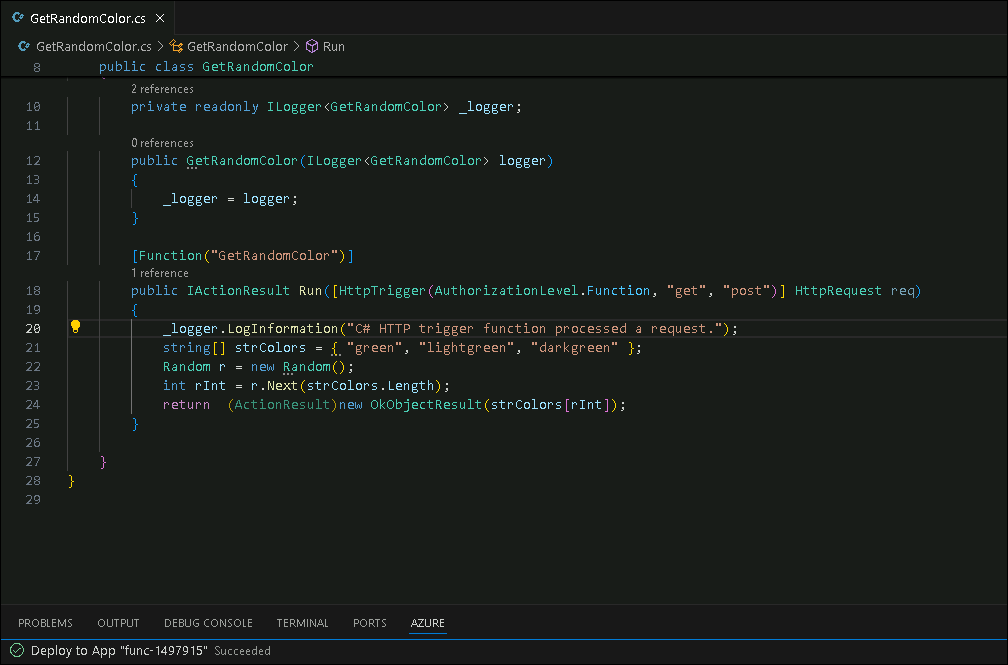 GetRandomColor.cs
GetRandomColor.cs > GetRandomColor > Run
8 public class GetRandomColor
2 references
10 private readonly ILogger<GetRandomColor> _logger;
11
0 references
12 public GetRandomColor(ILogger<GetRandomColor> logger)
13 {
14 _logger = logger;
15 }
16
17 [Function("GetRandomColor")]
1 reference
18 public IActionResult Run([HttpTrigger(AuthorizationLevel.Function, "get", "post")] HttpRequest req)
19 {
20 _logger.LogInformation("C# HTTP trigger function processed a request.");
21 string[] strColors = { "green", "lightgreen", "darkgreen" };
22 Random r = new Random();
23 int rInt = r.Next(strColors.Length);
24 return (ActionResult)new OkObjectResult(strColors[rInt]);
25 }
26
27 }
28 }
29
PROBLEMS OUTPUT DEBUG CONSOLE TERMINAL PORTS AZURE
Deploy to App "func-1497915" Succeeded